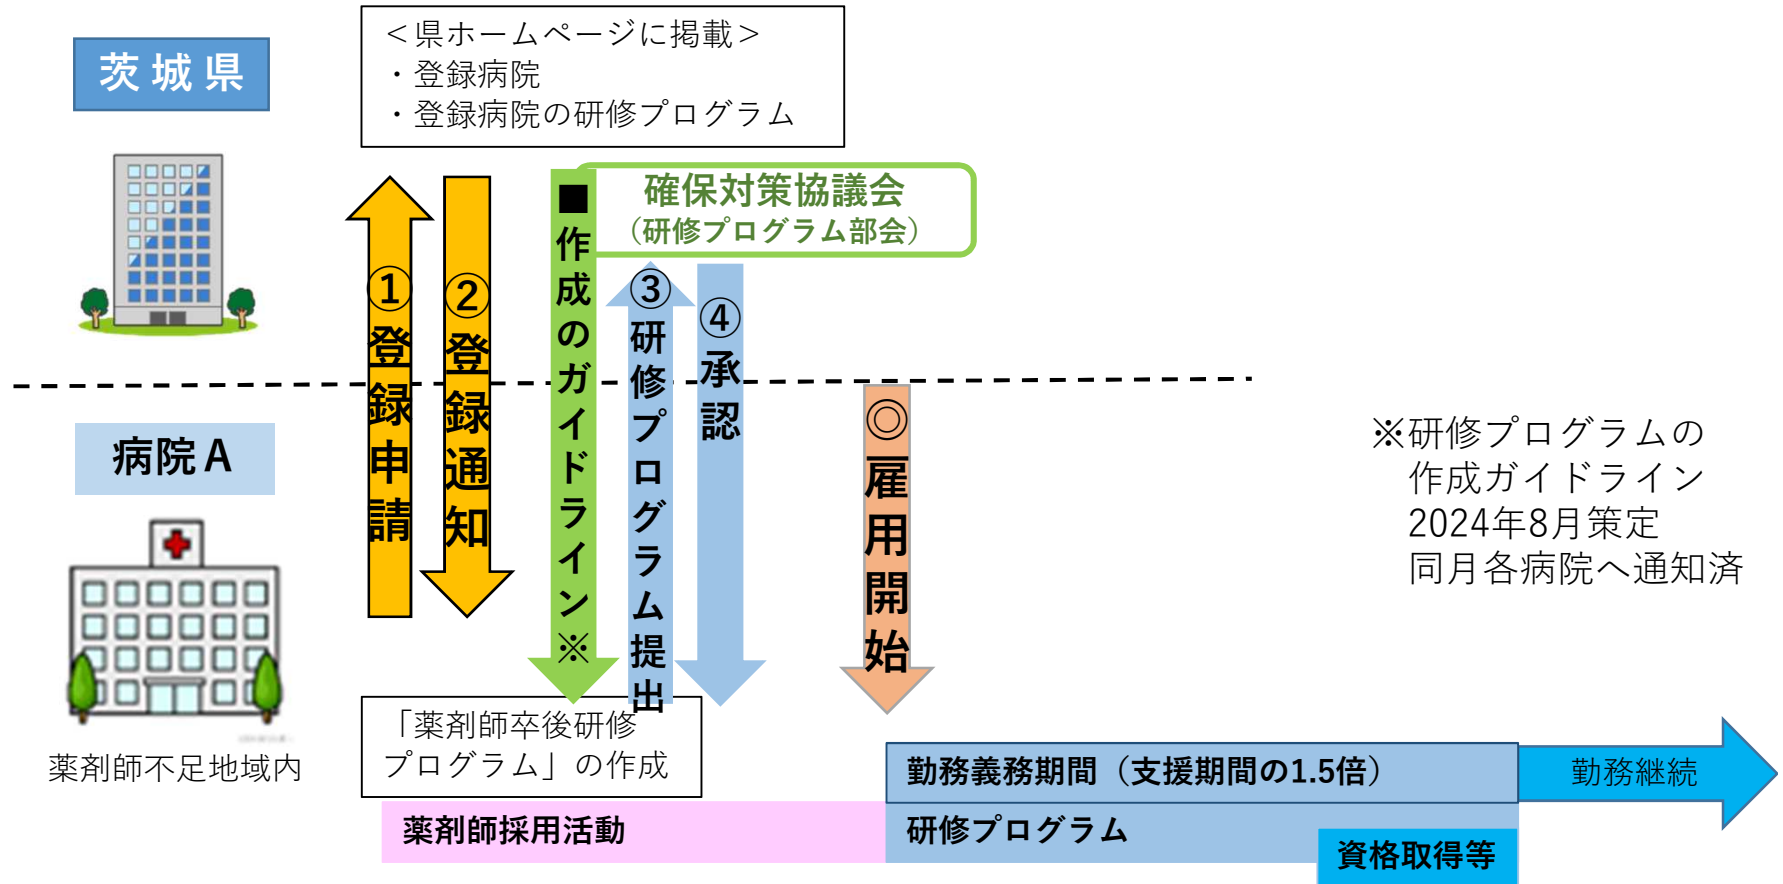 茨城県
＜県ホームページに掲載＞
・登録病院
・登録病院の研修プログラム
確保対策協議会
（研修プログラム部会）
①登録申請
②登録通知
■作成のガイドライン※
③研修プログラム提出
④承認
◎雇用開始
病院Ａ
薬剤師不足地域内
※研修プログラムの
作成ガイドライン
2024年8月策定
同月各病院へ通知済
「薬剤師卒後研修
プログラム」の作成
勤務義務期間（支援期間の1.5倍）
勤務継続
薬剤師採用活動
研修プログラム
資格取得等